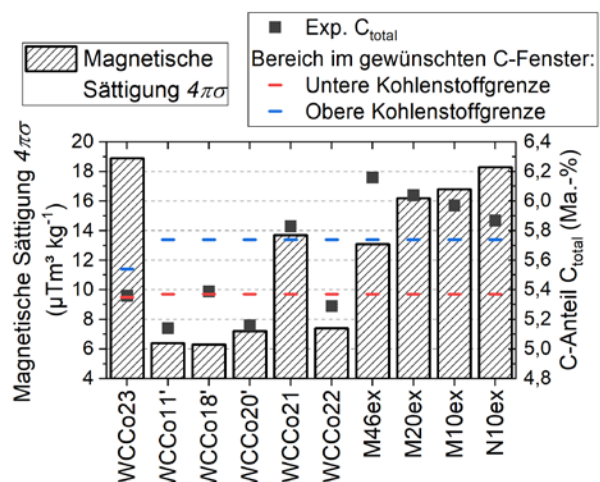 Magnetische
Sättigung 4πσ
Exp. C_total
Bereich im gewünschten C-Fenster:
Untere Kohlenstoffgrenze
Obere Kohlenstoffgrenze
Magnetische Sättigung 4πσ
(µTm³ kg⁻¹)
20
18
16
14
12
10
8
6
4
6,4
6,2
6,0
5,8
5,6
5,4
5,2
5,0
4,8
C-Anteil C_total (Ma.-%)
WCCo23
WCCo11'
WCCo18'
WCCo20'
WCCo21
WCCo22
M46ex
M20ex
M10ex
N10ex